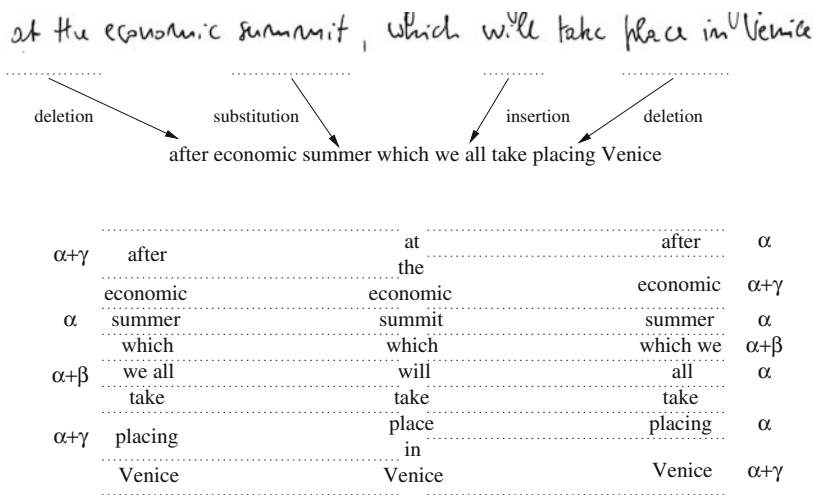 at the economic summit, which will take place in Venice
deletion substitution insertion deletion
after economic summer which we all take placing Venice
at after α
α+γ after
the
economic α+γ
economic economic
α summer summit summer α
which which which we α+β
α+β we all will all α
take take take
place placing α
α+γ placing
in
Venice Venice Venice α+γ